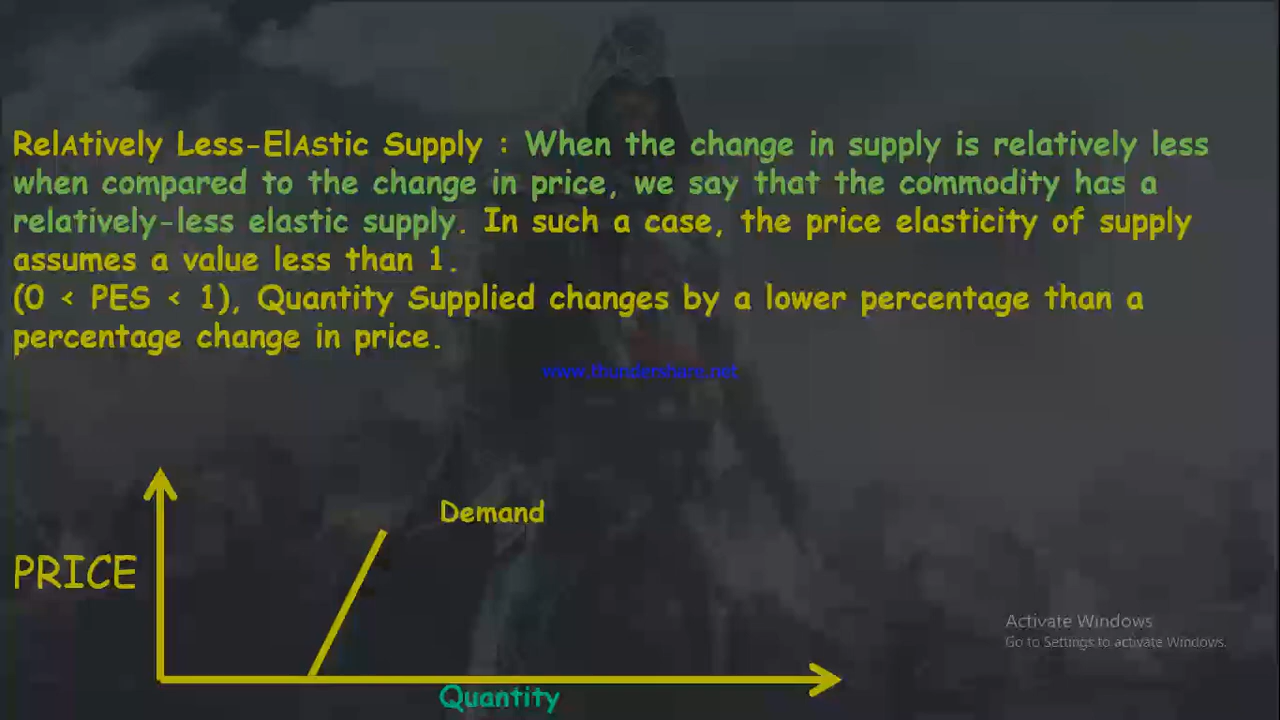 RelAtively Less-ElAStic Supply : When the change in supply is relatively less
when compared to the change in price, we say that the commodity has a
relatively-less elastic supply. In such a case, the price elasticity of supply
assumes a value less than 1.
(0 < PES < 1), Quantity Supplied changes by a lower percentage than a
percentage change in price.
www.thundershare.net
Demand
PRICE
Activate Windows
Go to Settings to activate Windows.
Quantity